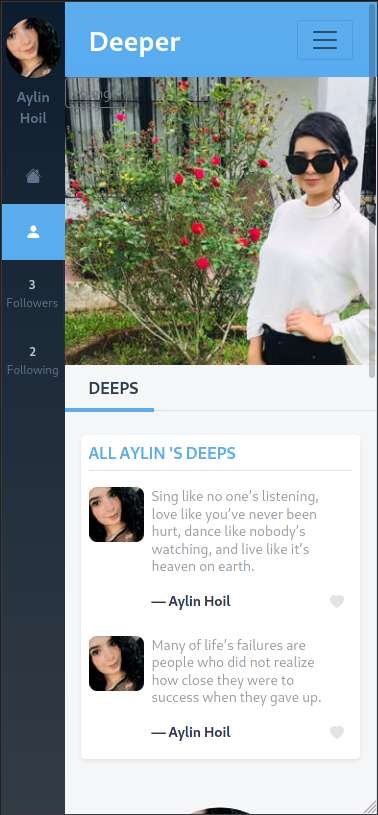 Deeper
Aylin
Hoil
3
Followers
2
Following
DEEPS
ALL AYLIN 'S DEEPS
Sing like no one’s listening,
love like you’ve never been
hurt, dance like nobody’s
watching, and live like it’s
heaven on earth.
— Aylin Hoil
Many of life’s failures are
people who did not realize
how close they were to
success when they gave up.
— Aylin Hoil